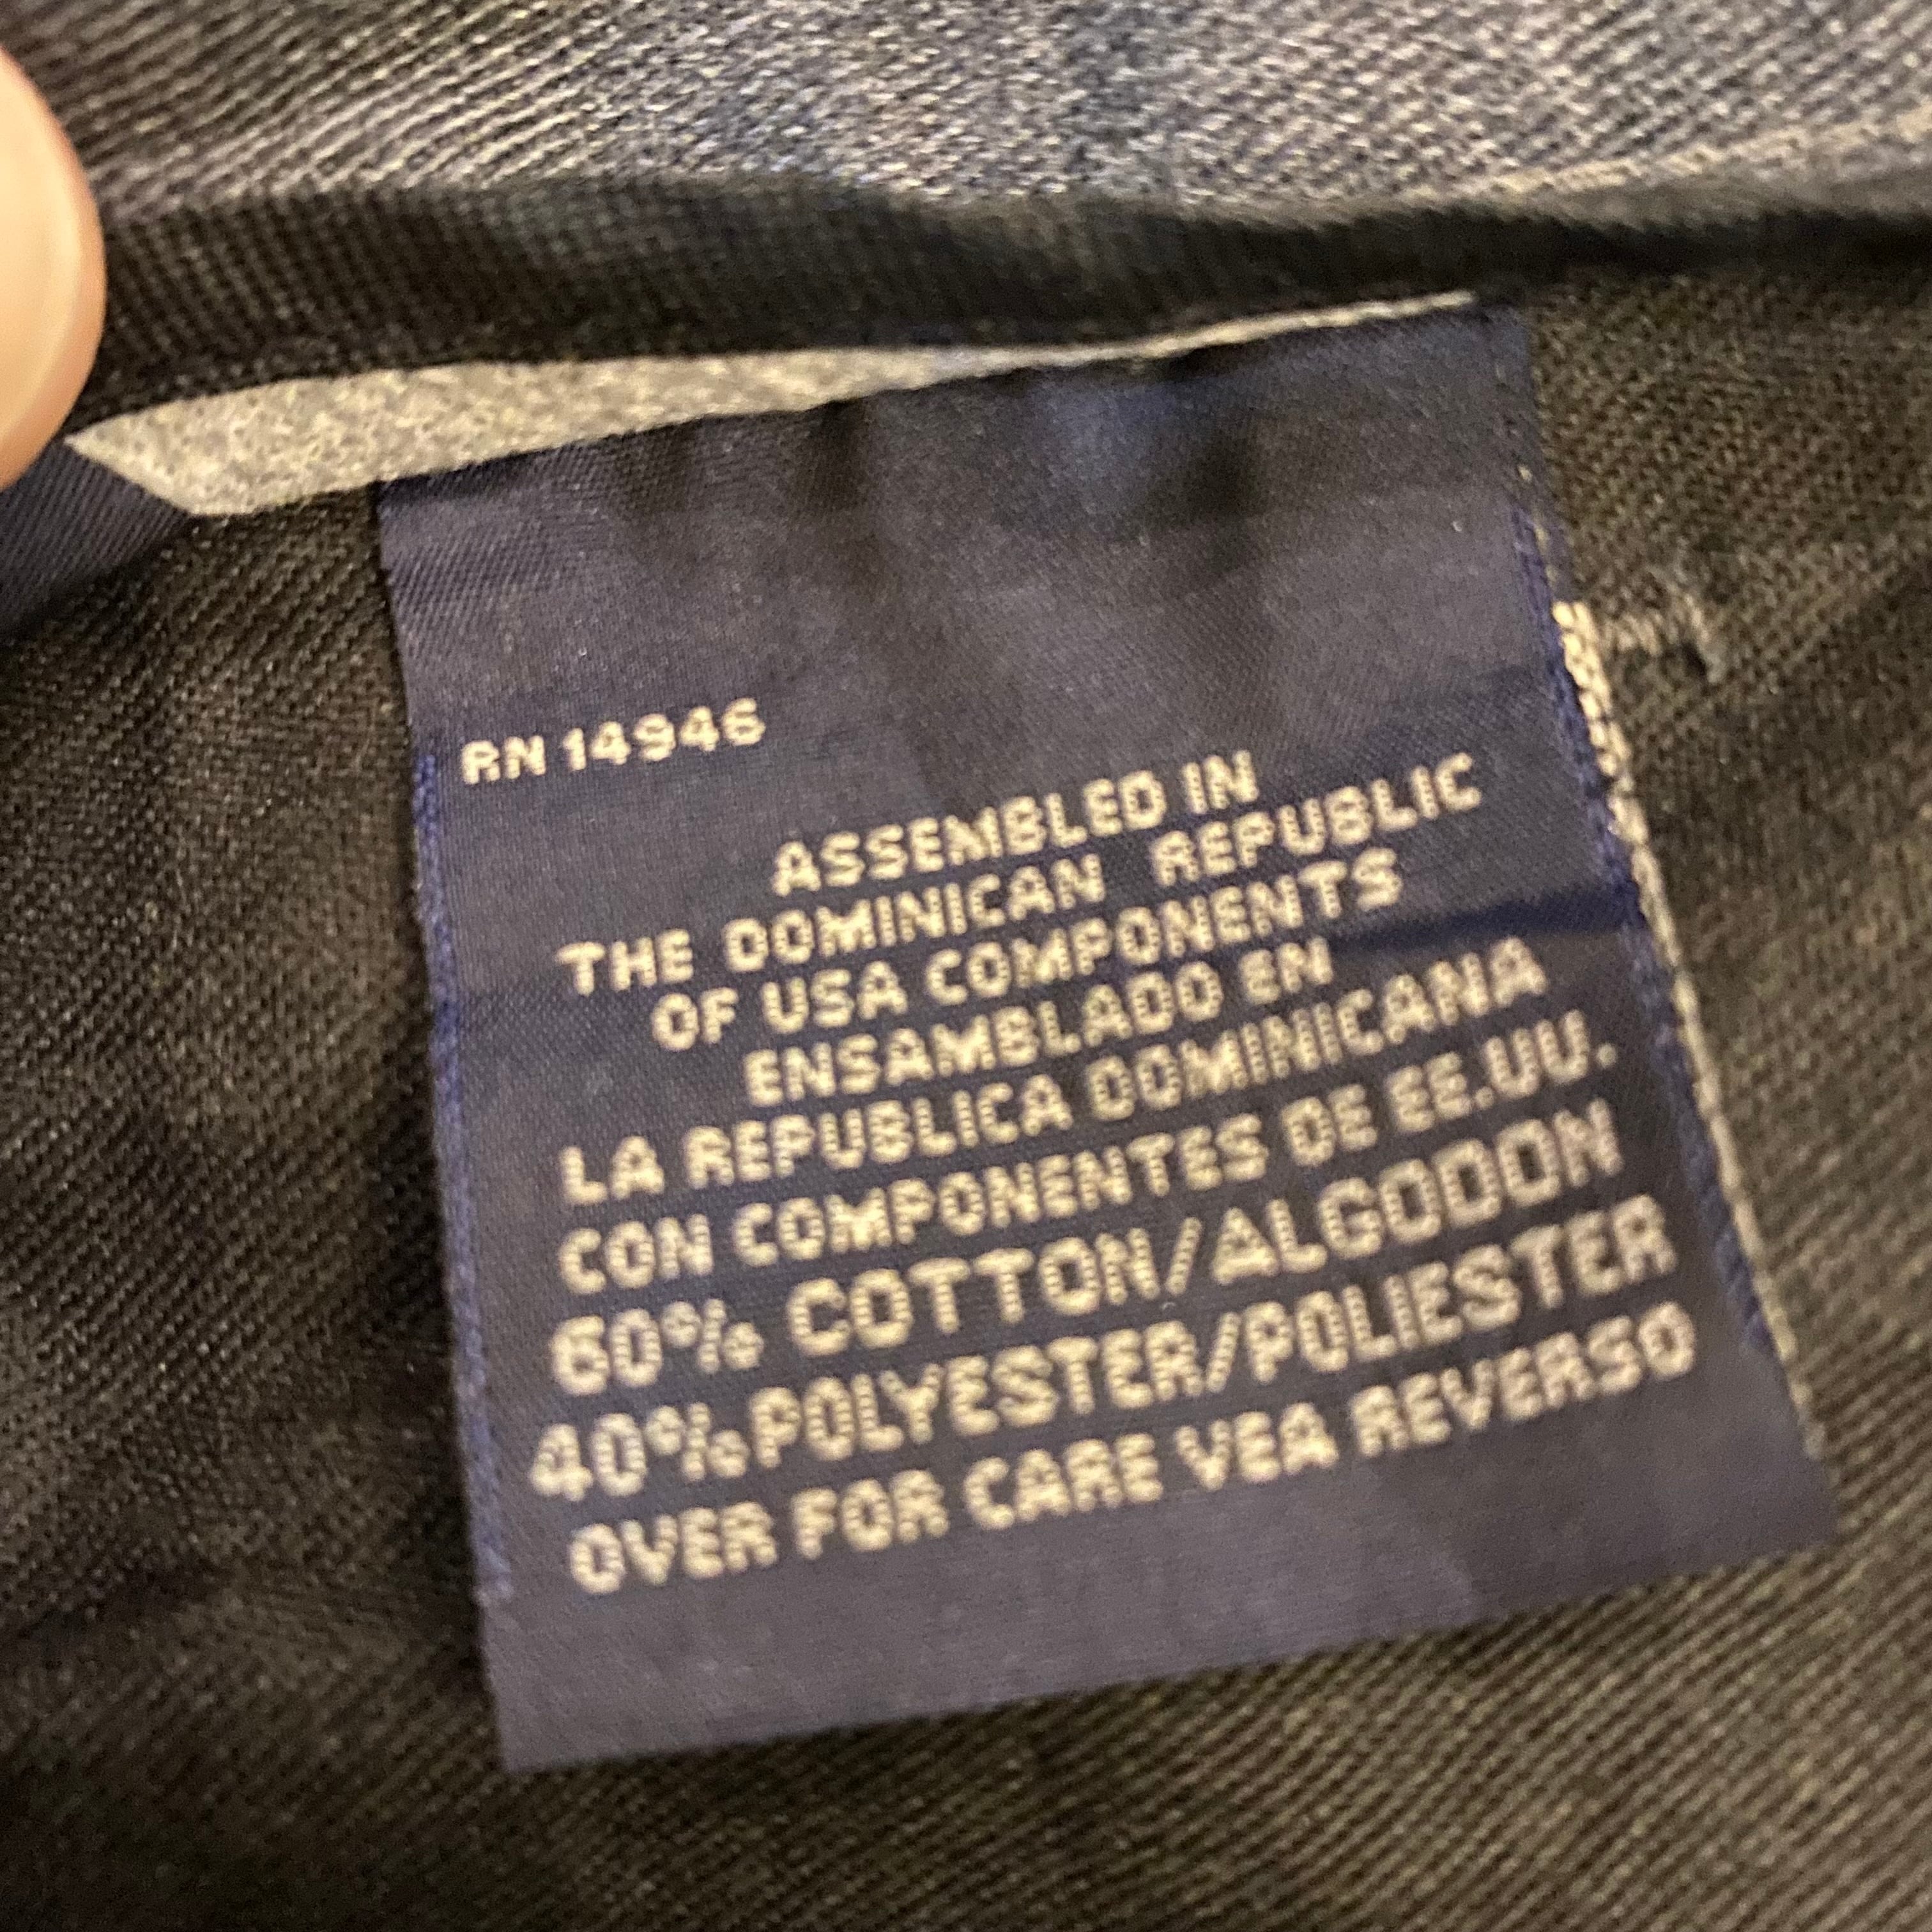 RN 14946
ASSEMBLED IN
THE DOMINICAN REPUBLIC
OF USA COMPONENTS
ENSAMBLADO EN
LA REPUBLICA DOMINICANA
CON COMPONENTES DE EE.UU.
60% COTTON/ALGODON
40% POLYESTER/POLIESTER
OVER FOR CARE VEA REVERSO